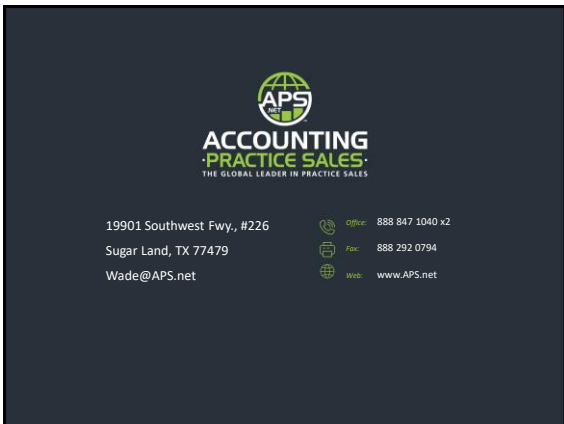 APS
.NET
ACCOUNTING
·PRACTICE SALES·
THE GLOBAL LEADER IN PRACTICE SALES
19901 Southwest Fwy., #226
Sugar Land, TX 77479
Wade@APS.net
Office: 888 847 1040 x2
Fax: 888 292 0794
Web: www.APS.net